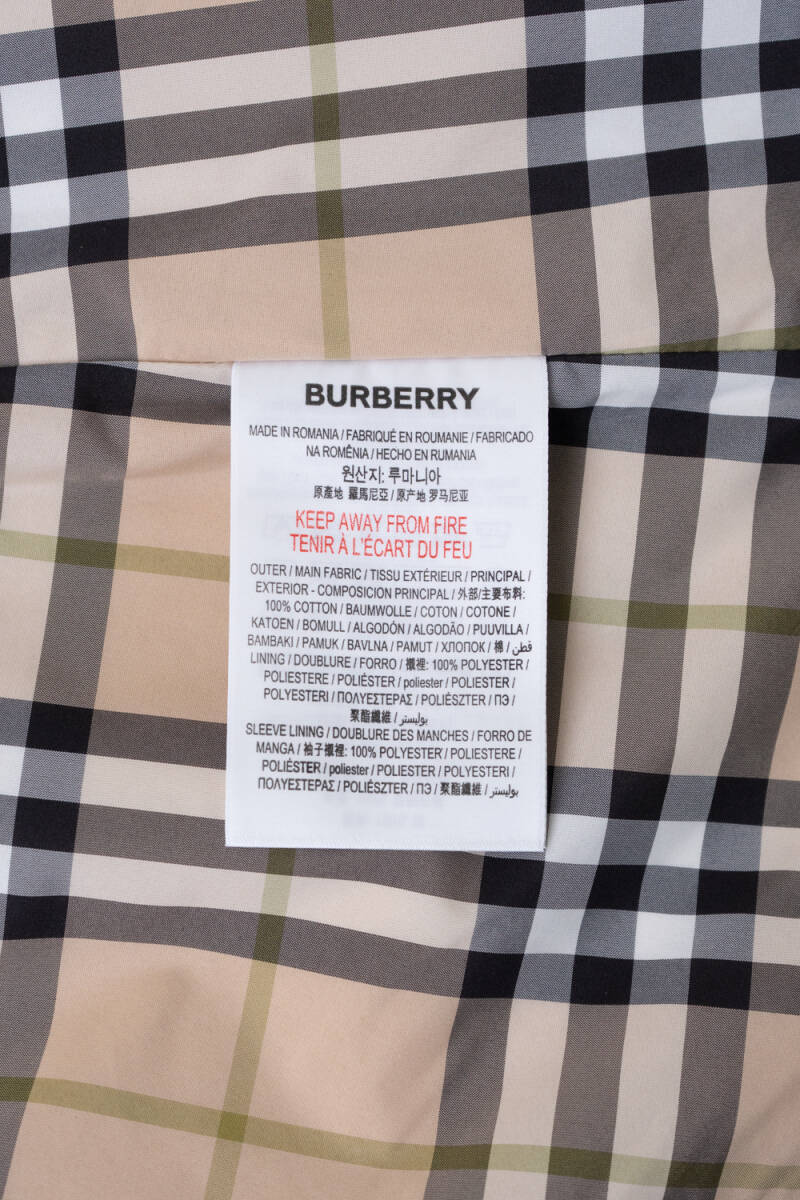 BURBERRY
MADE IN ROMANIA / FABRIQUÉ EN ROUMANIE / FABRICADO
NA ROMÊNIA / HECHO EN RUMANIA
원산지: 루마니아
原產地 羅馬尼亞 / 原产地 罗马尼亚
KEEP AWAY FROM FIRE
TENIR À L'ÉCART DU FEU
OUTER / MAIN FABRIC / TISSU EXTÉRIEUR / PRINCIPAL /
EXTERIOR - COMPOSICION PRINCIPAL / 外部/主要布料:
100% COTTON / BAUMWOLLE / COTON / COTONE /
KATOEN / BOMULL / ALGODÓN / ALGODÃO / PUUVILLA /
BAMBAKI / PAMUK / BAVLNA / PAMUT / ХЛОПОК / 棉 / قطن
LINING / DOUBLURE / FORRO / 襯裡: 100% POLYESTER /
POLIESTERE / POLIÉSTER / poliester / POLIESTER /
POLYESTERI / ΠΟΛΥΕΣΤΕΡΑΣ / POLIÉSZTER / ПЭ /
聚酯纖維 / بوليستر
SLEEVE LINING / DOUBLURE DES MANCHES / FORRO DE
MANGA / 袖子襯裡: 100% POLYESTER / POLIESTERE /
POLIÉSTER / poliester / POLIESTER / POLYESTERI /
ΠΟΛΥΕΣΤΕΡΑΣ / POLIÉSZTER / ПЭ / 聚酯纖維 / بوليستر